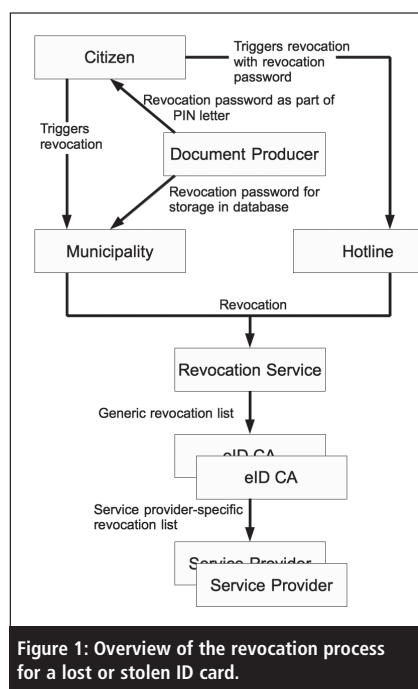 Citizen
Triggers revocation
with revocation
password
Revocation password as part of
PIN letter
Triggers
revocation
Document Producer
Revocation password for
storage in database
Municipality
Hotline
Revocation
Revocation Service
Generic revocation list
eID CA
eID CA
Service provider-specific
revocation list
Service Provider
Service Provider
Figure 1: Overview of the revocation process
for a lost or stolen ID card.